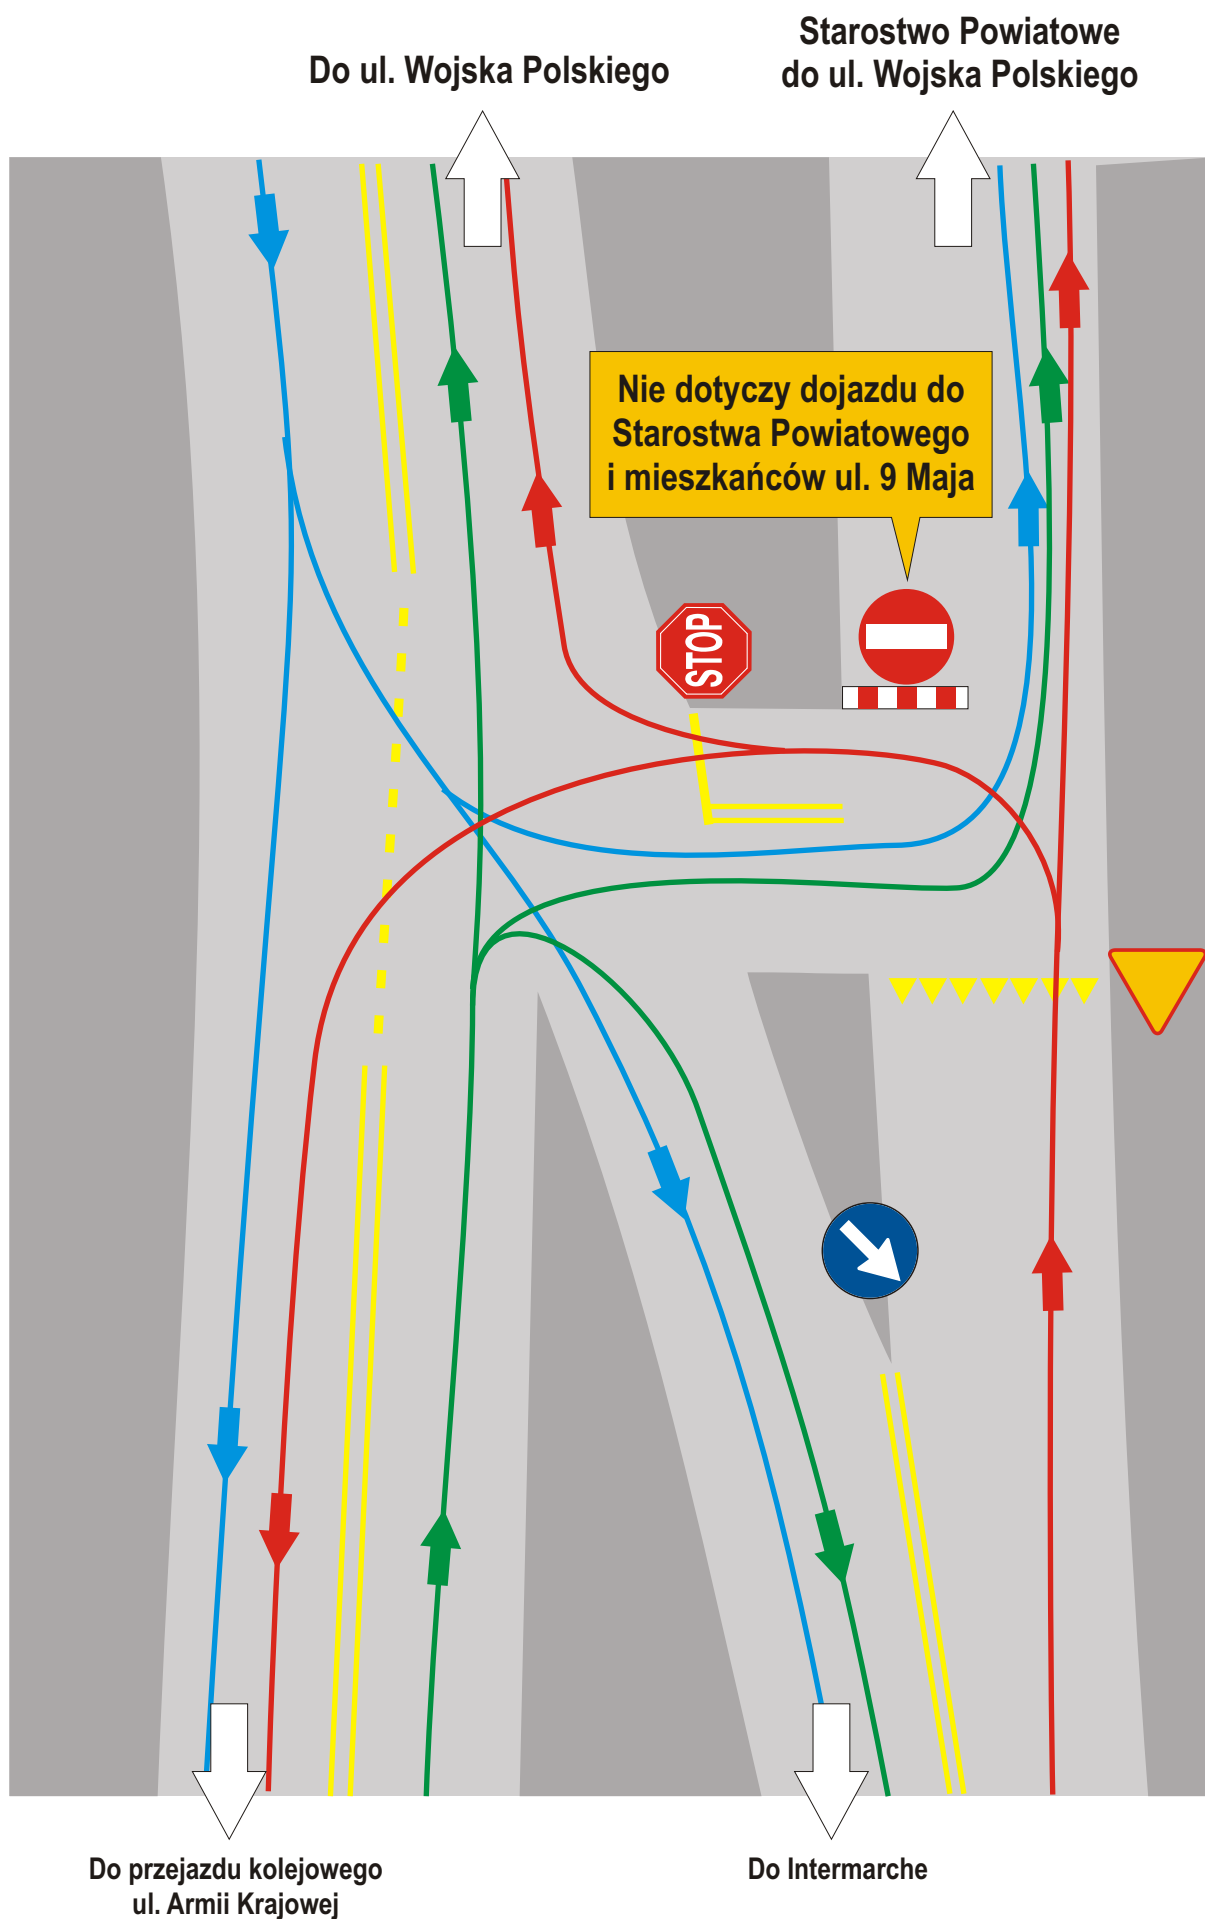 Starostwo Powiatowe
do ul. Wojska Polskiego
Do ul. Wojska Polskiego
Nie dotyczy dojazdu do
Starostwa Powiatowego
i mieszkańców ul. 9 Maja
STOP
Do przejazdu kolejowego
ul. Armii Krajowej
Do Intermarche